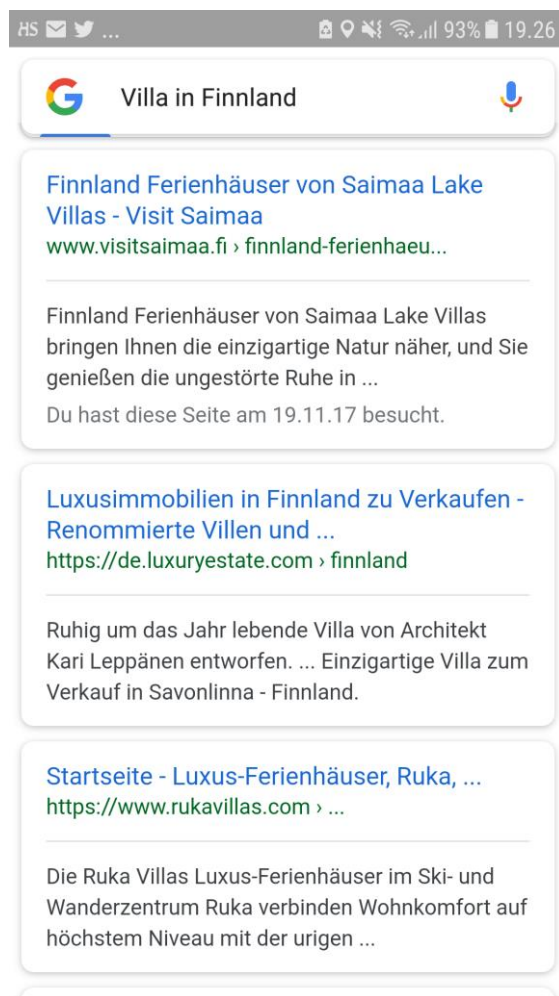 HS ... 93% 19.26
Villa in Finnland
Finnland Ferienhäuser von Saimaa Lake
Villas - Visit Saimaa
www.visitsaimaa.fi › finnland-ferienhaeu...
Finnland Ferienhäuser von Saimaa Lake Villas
bringen Ihnen die einzigartige Natur näher, und Sie
genießen die ungestörte Ruhe in ...
Du hast diese Seite am 19.11.17 besucht.
Luxusimmobilien in Finnland zu Verkaufen -
Renommierte Villen und ...
https://de.luxuryestate.com › finnland
Ruhig um das Jahr lebende Villa von Architekt
Kari Leppänen entworfen. ... Einzigartige Villa zum
Verkauf in Savonlinna - Finnland.
Startseite - Luxus-Ferienhäuser, Ruka, ...
https://www.rukavillas.com › ...
Die Ruka Villas Luxus-Ferienhäuser im Ski- und
Wanderzentrum Ruka verbinden Wohnkomfort auf
höchstem Niveau mit der urigen ...